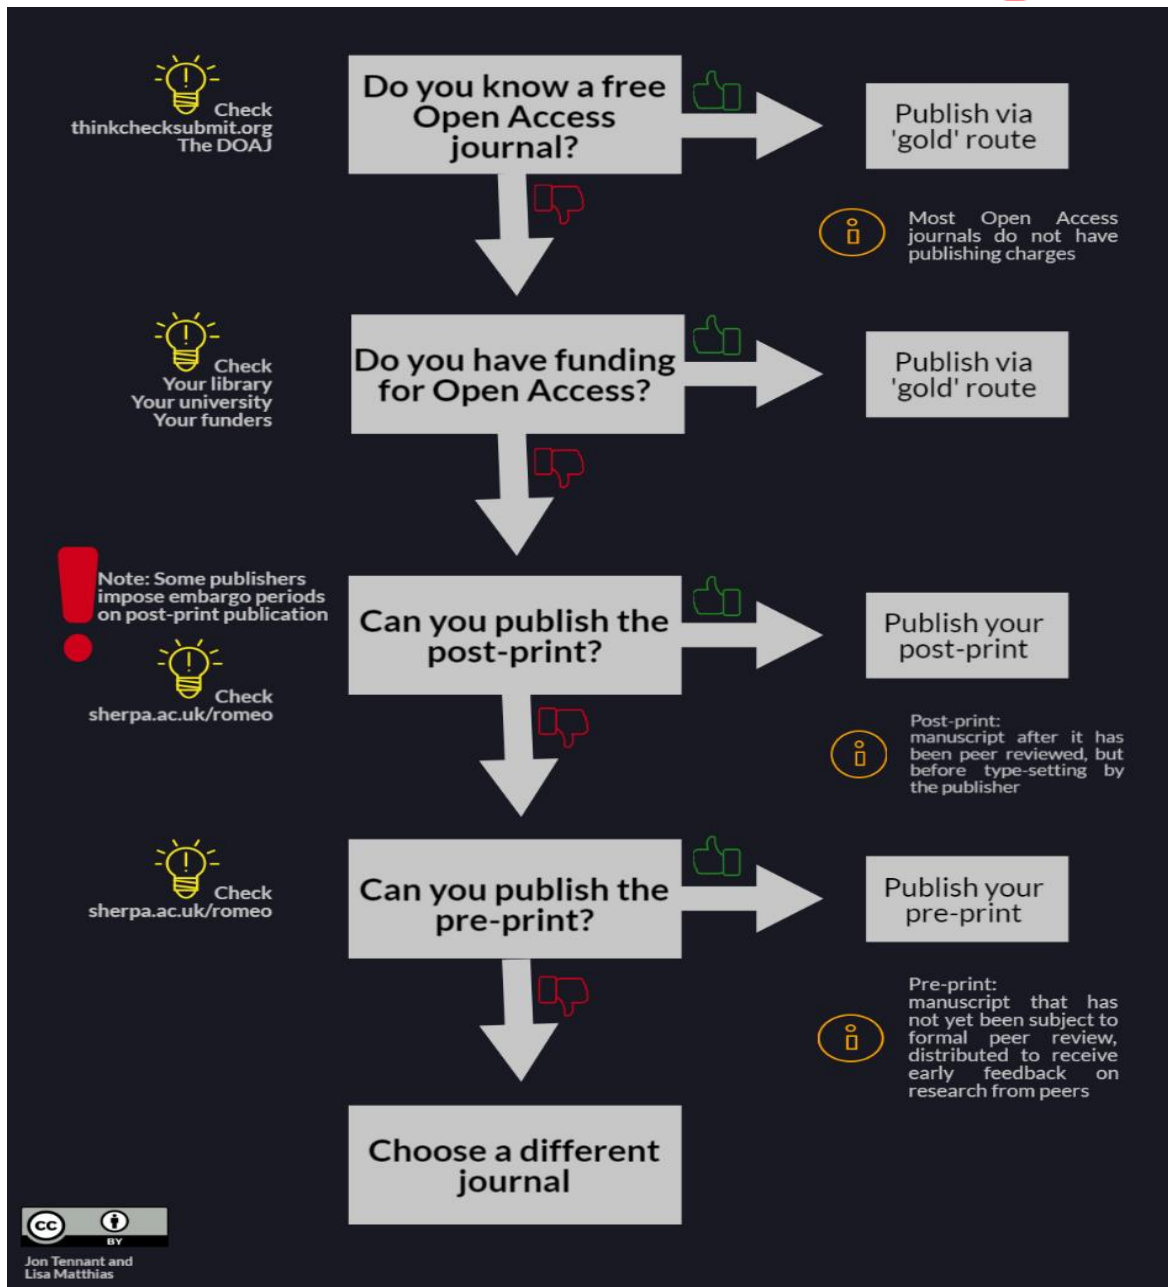 Check
thinkchecksubmit.org
The DOAJ
Do you know a free
Open Access
journal?
Publish via
'gold' route
Most Open Access
journals do not have
publishing charges
Check
Your library
Your university
Your funders
Do you have funding
for Open Access?
Publish via
'gold' route
Note: Some publishers
impose embargo periods
on post-print publication
Check
sherpa.ac.uk/romeo
Can you publish the
post-print?
Publish your
post-print
Post-print:
manuscript after it has
been peer reviewed, but
before type-setting by
the publisher
Check
sherpa.ac.uk/romeo
Can you publish the
pre-print?
Publish your
pre-print
Pre-print:
manuscript that has
not yet been subject to
formal peer review,
distributed to receive
early feedback on
research from peers
Choose a different
journal
cc
BY
Jon Tennant and
Lisa Matthias